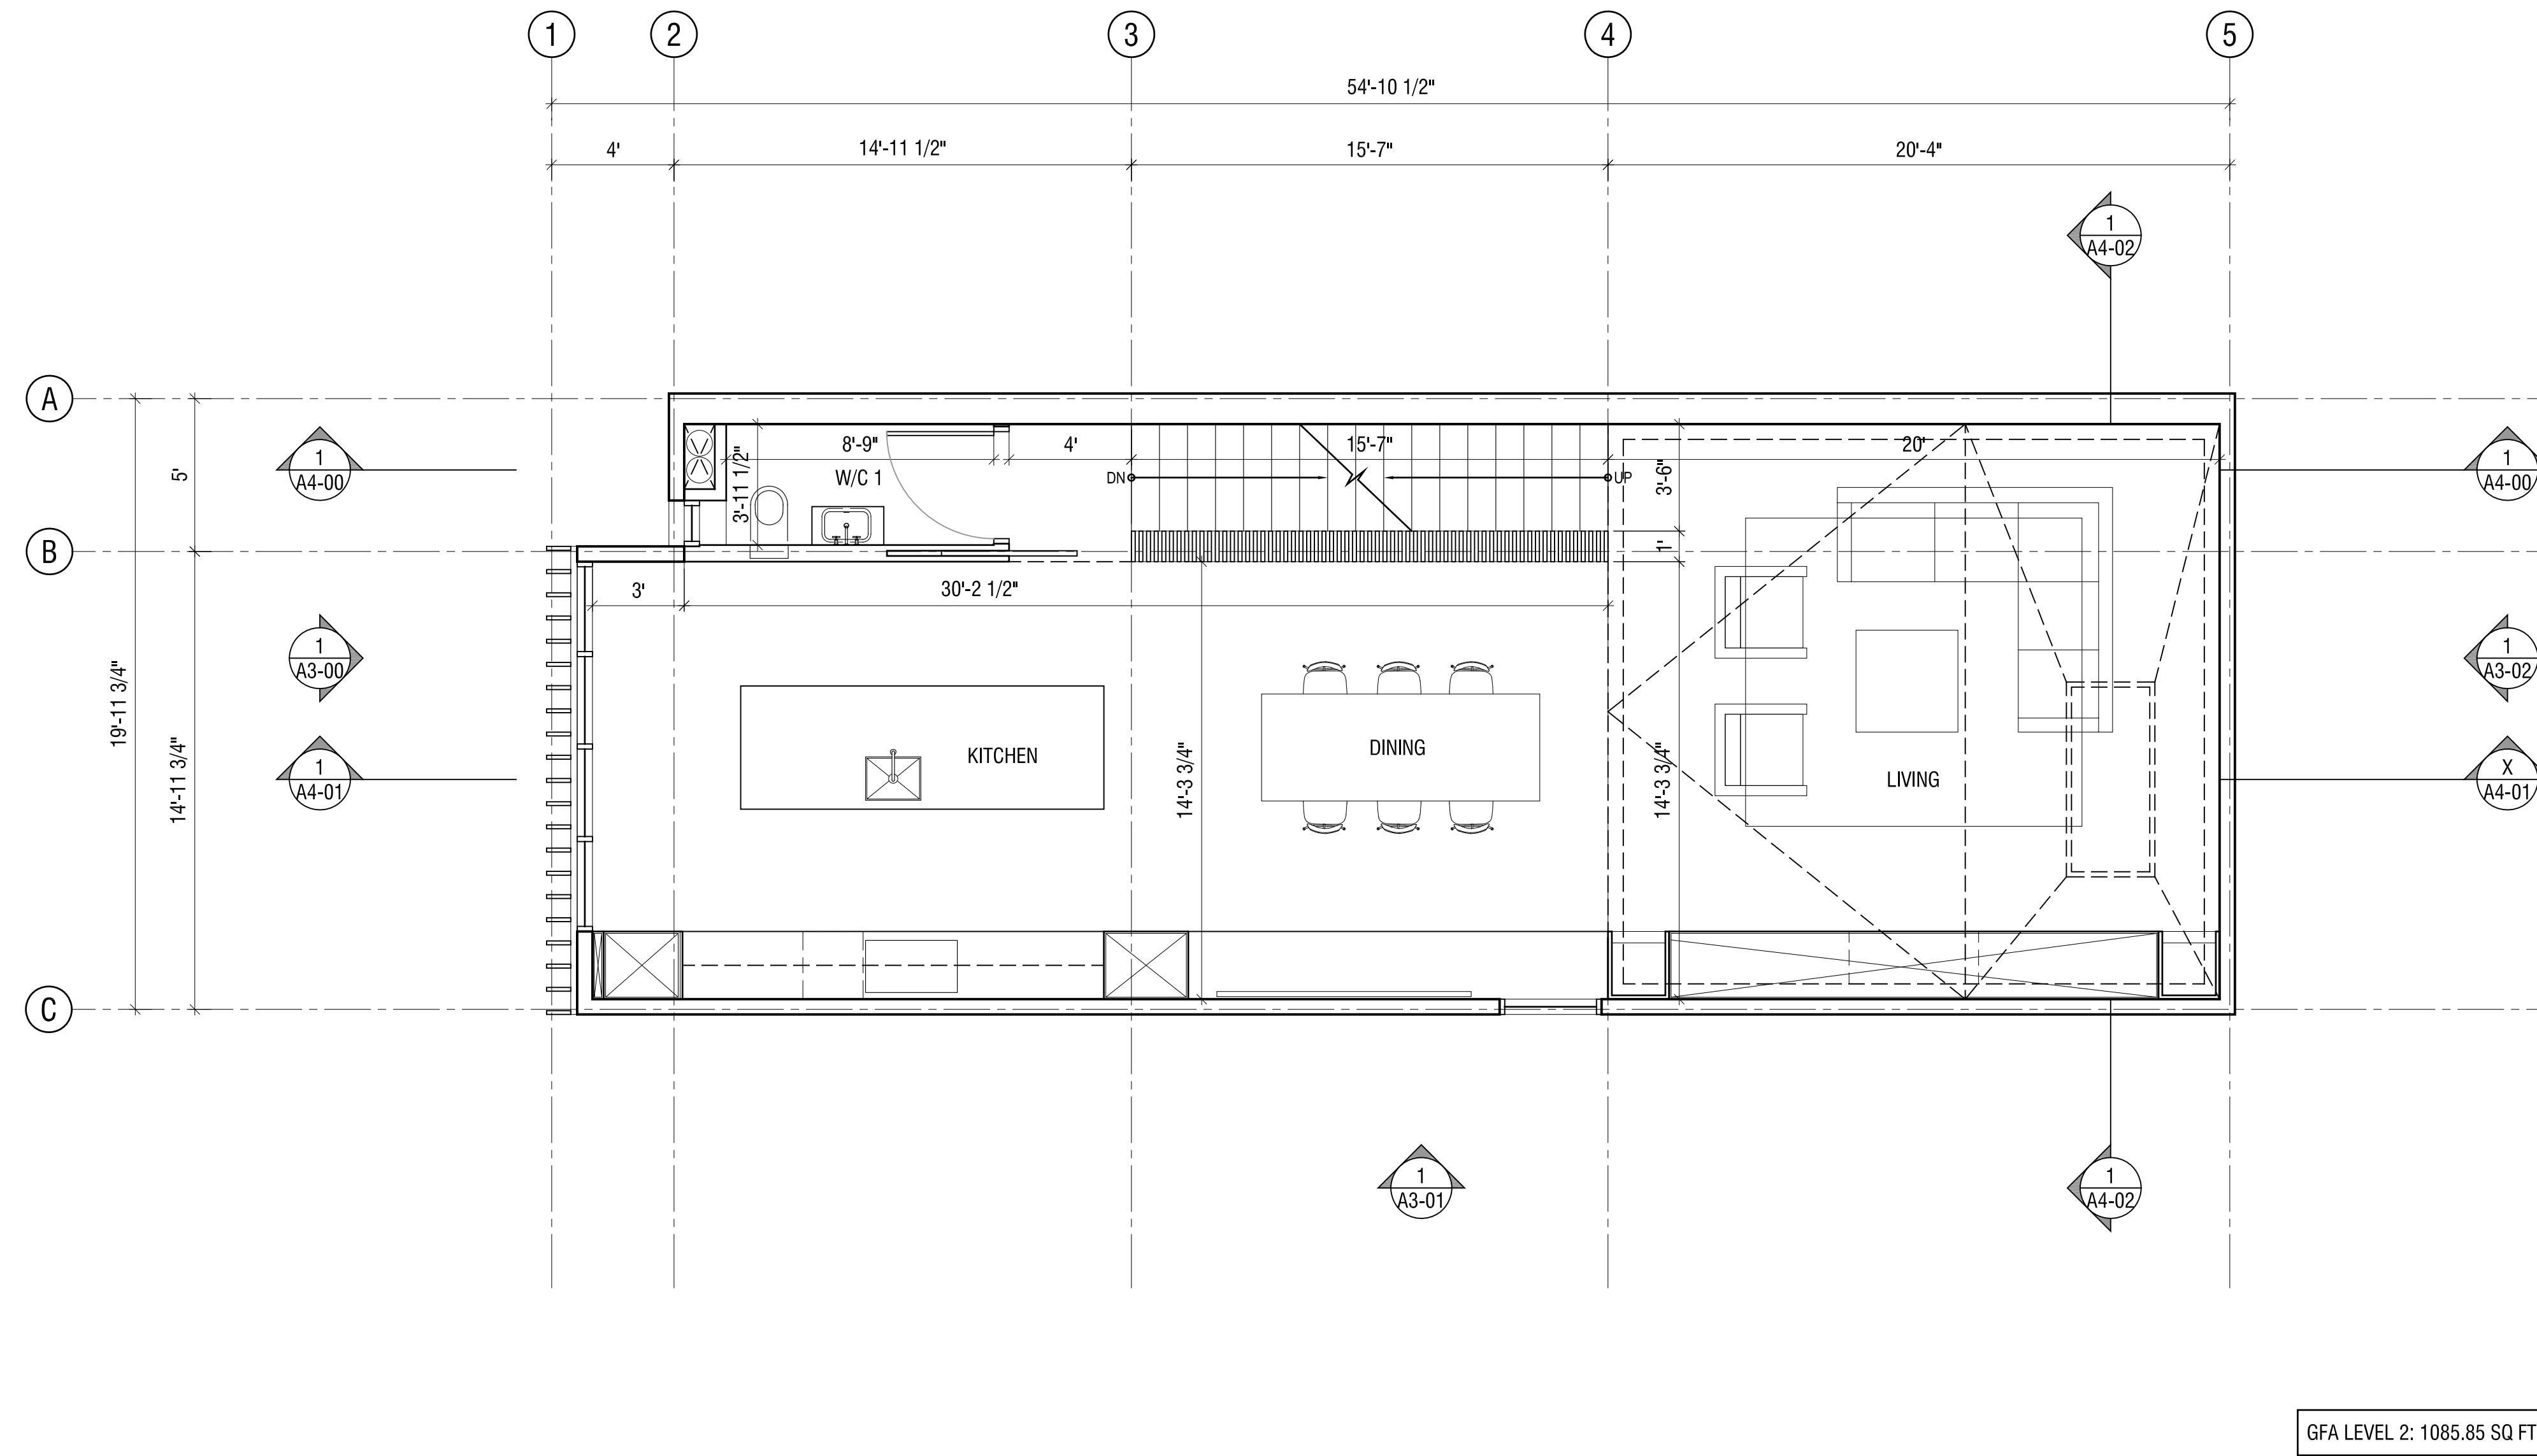 1
2
3
4
5
54'-10 1/2"
4'
14'-11 1/2"
15'-7"
20'-4"
1
A4-02
A
8'-9"
4'
15'-7"
20'
1
A4-00
5'
W/C 1
3'-11 1/2"
DN
UP
3'-6"
1
A4-00
B
1'
3'
30'-2 1/2"
1
A3-00
1
A3-02
19'-11 3/4"
14'-11 3/4"
KITCHEN
14'-3 3/4"
DINING
14'-3 3/4"
LIVING
1
A4-01
X
A4-01
C
1
A3-01
1
A4-02
GFA LEVEL 2: 1085.85 SQ FT